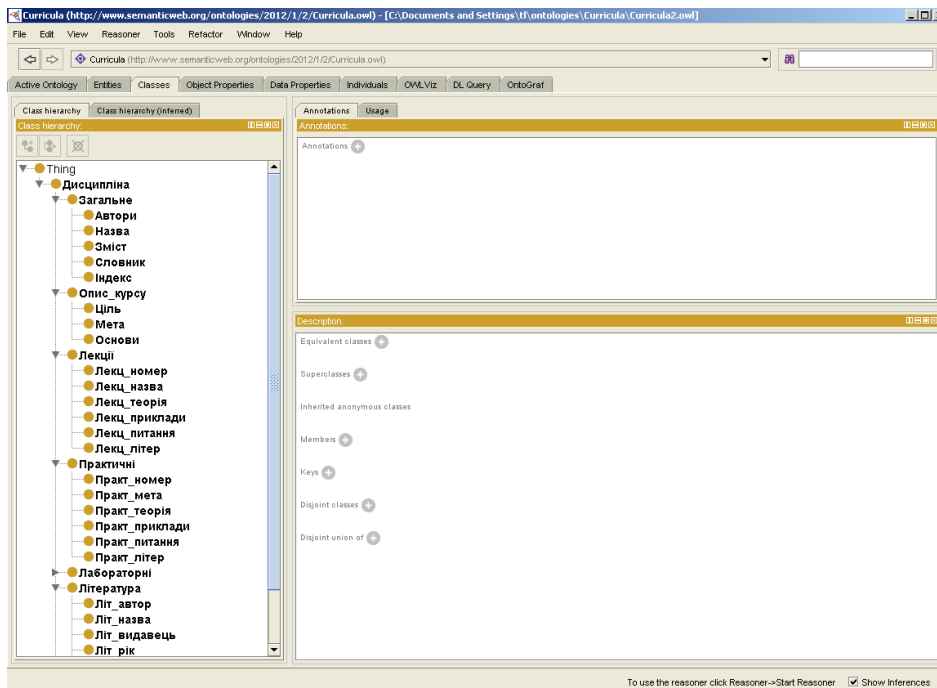 Curricula (http://www.semanticweb.org/ontologies/2012/1/2/Curricula.owl) - [C:\Documents and Settings\tf\ontologies\Curricula\Curricula2.owl]
File Edit View Reasoner Tools Refactor Window Help
Curricula (http://www.semanticweb.org/ontologies/2012/1/2/Curricula.owl)
Active Ontology Entities Classes Object Properties Data Properties Individuals OWLViz DL Query OntoGraf
Class hierarchy Class hierarchy (inferred)
Class hierarchy:
Thing
Дисципліна
Загальне
Автори
Назва
Зміст
Словник
Індекс
Опис_курсу
Ціль
Мета
Основи
Лекції
Лекц_номер
Лекц_назва
Лекц_теорія
Лекц_приклади
Лекц_питання
Лекц_літер
Практичні
Практ_номер
Практ_мета
Практ_теорія
Практ_приклади
Практ_питання
Практ_літер
Лабораторні
Література
Літ_автор
Літ_назва
Літ_видавець
Літ_рік
Annotations Usage
Annotations:
Annotations
Description:
Equivalent classes
Superclasses
Inherited anonymous classes
Members
Keys
Disjoint classes
Disjoint union of
To use the reasoner click Reasoner->Start Reasoner Show Inferences